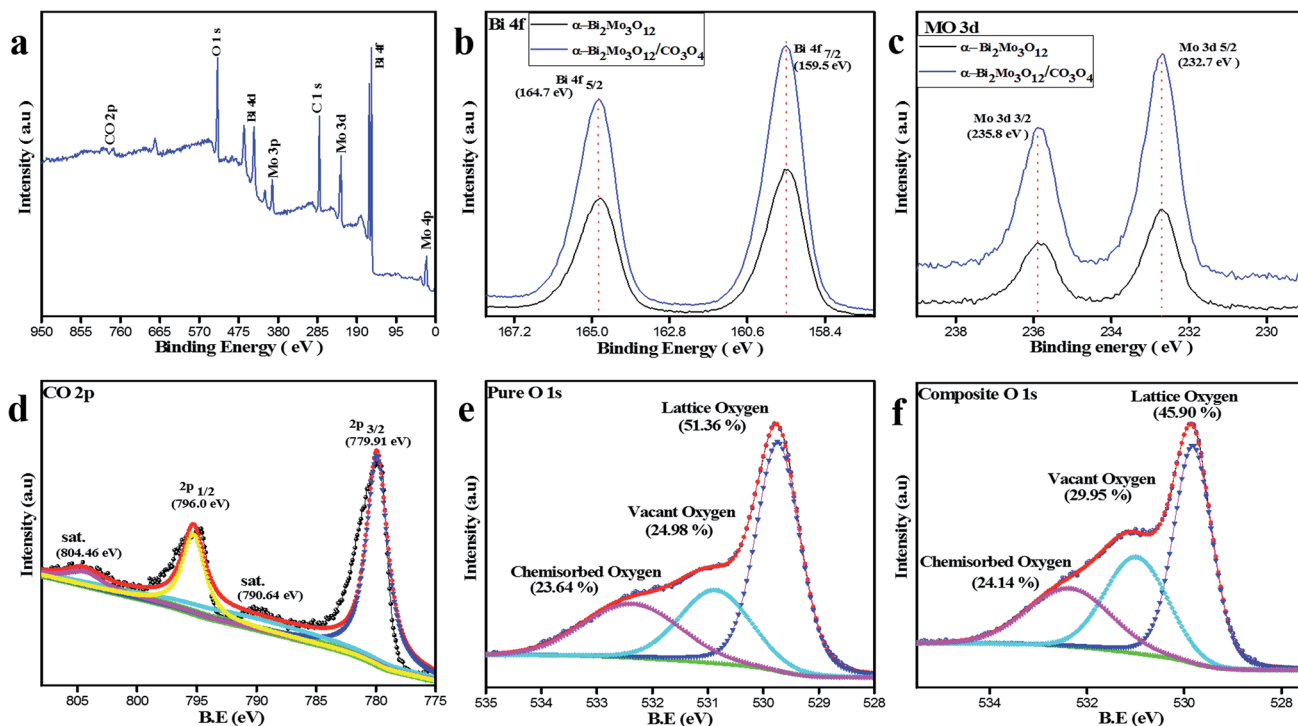 a
Intensity ( a.u )
CO 2p
O 1 s
Bi 4d
Mo 3p
C 1 s
Mo 3d
Bi 4f
Mo 4p
950 855 760 665 570 475 380 285 190 95 0
Binding Energy ( eV )
b
Bi 4f
α–Bi2Mo3O12
α–Bi2Mo3O12/CO3O4
Bi 4f 5/2
(164.7 eV)
Bi 4f 7/2
(159.5 eV)
Intensity ( a.u )
167.2 165.0 162.8 160.6 158.4
Binding Energy ( eV )
c
MO 3d
α–Bi2Mo3O12
α–Bi2Mo3O12/CO3O4
Mo 3d 5/2
(232.7 eV )
Mo 3d 3/2
(235.8 eV )
Intensity ( a.u )
238 236 234 232 230
Binding energy ( eV )
d
CO 2p
2p 3/2
(779.91 eV)
2p 1/2
(796.0 eV)
sat.
(804.46 eV)
sat.
(790.64 eV)
Intensity (a.u)
805 800 795 790 785 780 775
B.E (eV)
e
Pure O 1s
Lattice Oxygen
(51.36 %)
Vacant Oxygen
(24.98 %)
Chemisorbed Oxygen
(23.64 %)
Intensity (a.u)
535 534 533 532 531 530 529 528
B.E (eV)
f
Composite O 1s
Lattice Oxygen
(45.90 %)
Vacant Oxygen
(29.95 %)
Chemisorbed Oxygen
(24.14 %)
Intensity (a.u)
534 532 530 528
B.E (eV)